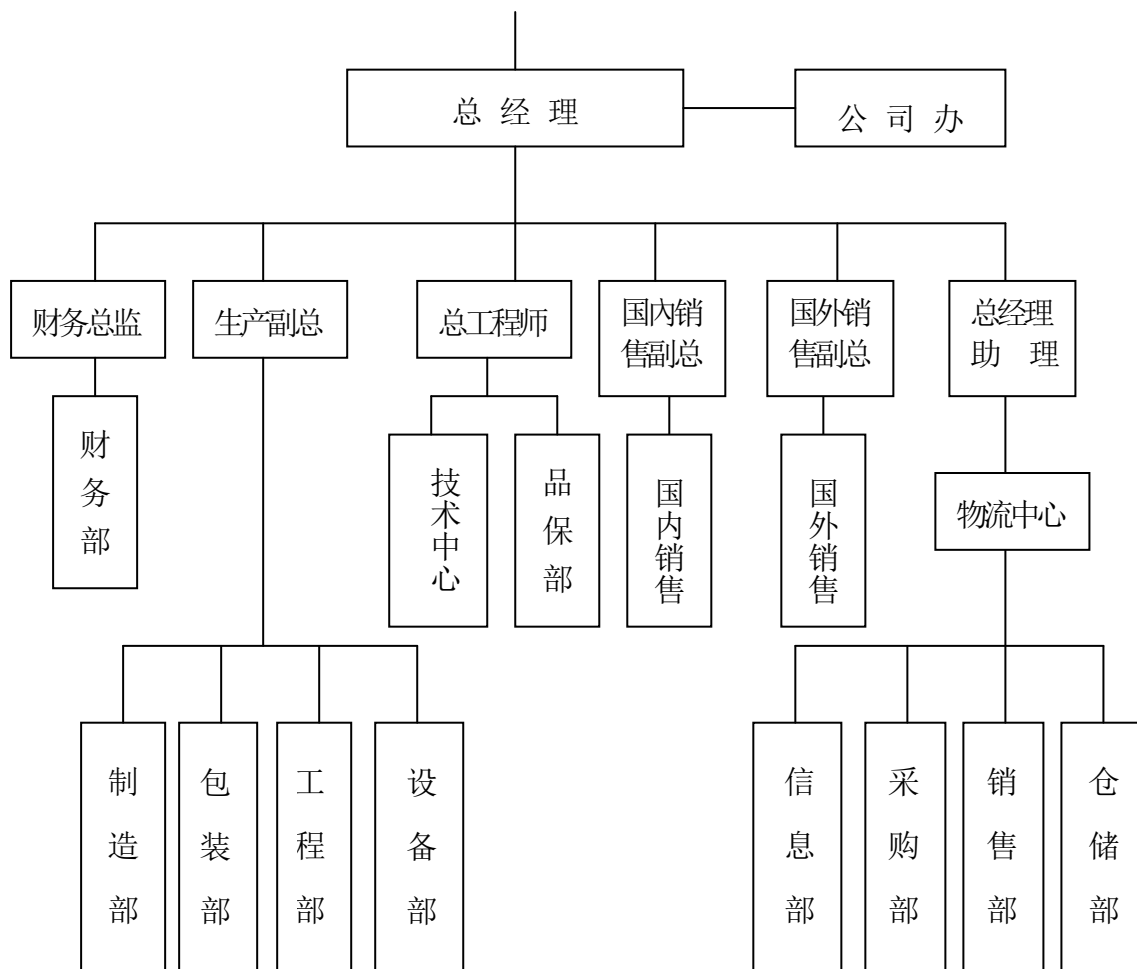 总 经 理
公 司 办
财务总监
生产副总
总工程师
国内销
售副总
国外销
售副总
总经理
助 理
财务部
技术中心
品保部
国内销售
国外销售
物流中心
制造部
包装部
工程部
设备部
信息部
采购部
销售部
仓储部